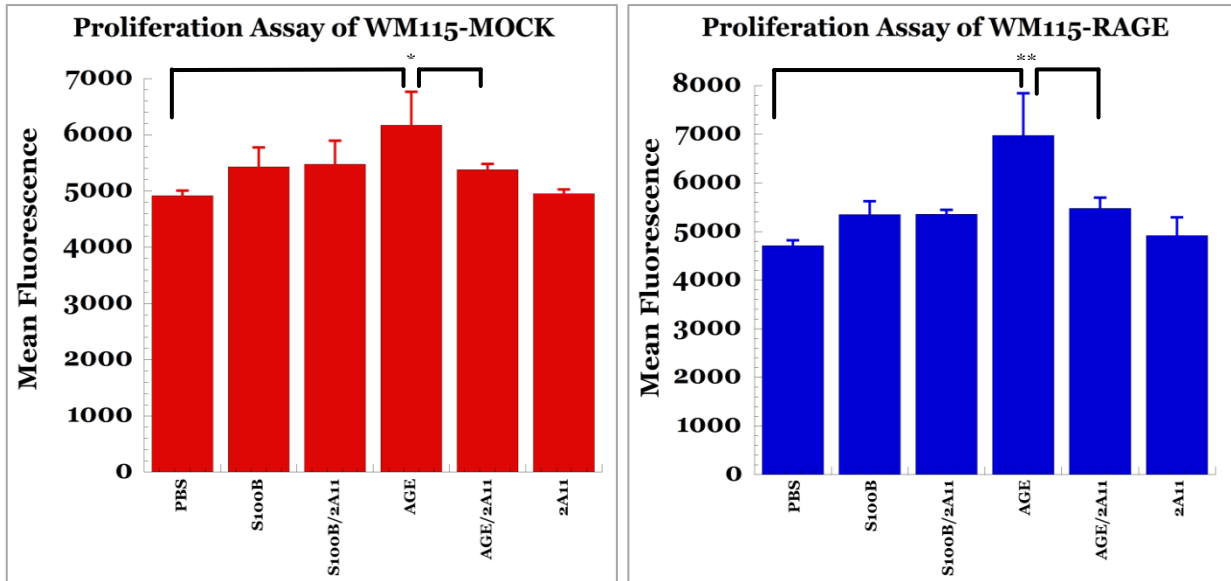 Proliferation Assay of WM115-MOCK
*
7000
6000
5000
4000
3000
2000
1000
0
Mean Fluorescence
PBS
S100B
S100B/2A11
AGE
AGE/2A11
2A11
Proliferation Assay of WM115-RAGE
**
8000
7000
6000
5000
4000
3000
2000
1000
0
Mean Fluorescence
PBS
S100B
S100B/2A11
AGE
AGE/2A11
2A11